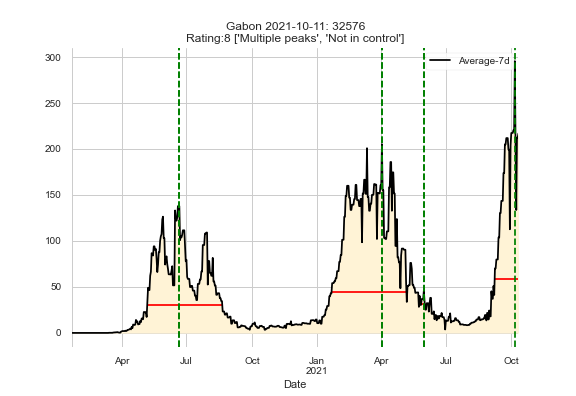 Gabon 2021-10-11: 32576
Rating:8 ['Multiple peaks', 'Not in control']
Average-7d
300
250
200
150
100
50
0
Apr Jul Oct Jan Apr Jul Oct
2021
Date